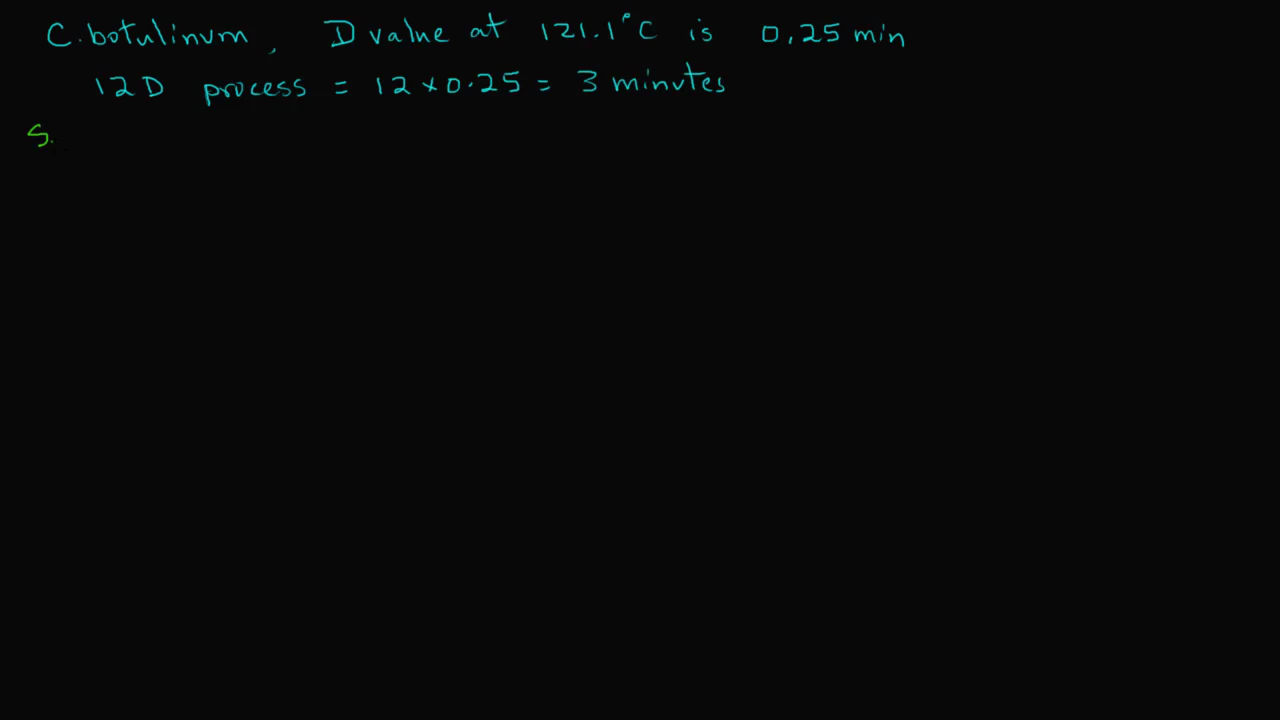 C.botulinum, D value at 121.1°C is 0.25 min
12D process = 12 × 0.25 = 3 minutes
S.